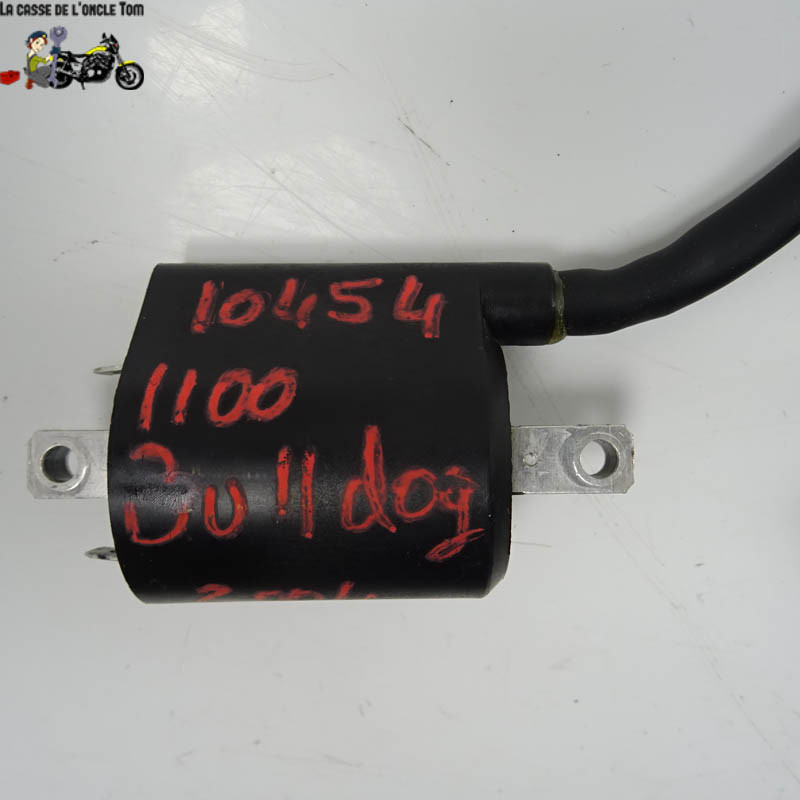 La casse de l'oncle Tom
10454
1100
Bulldog